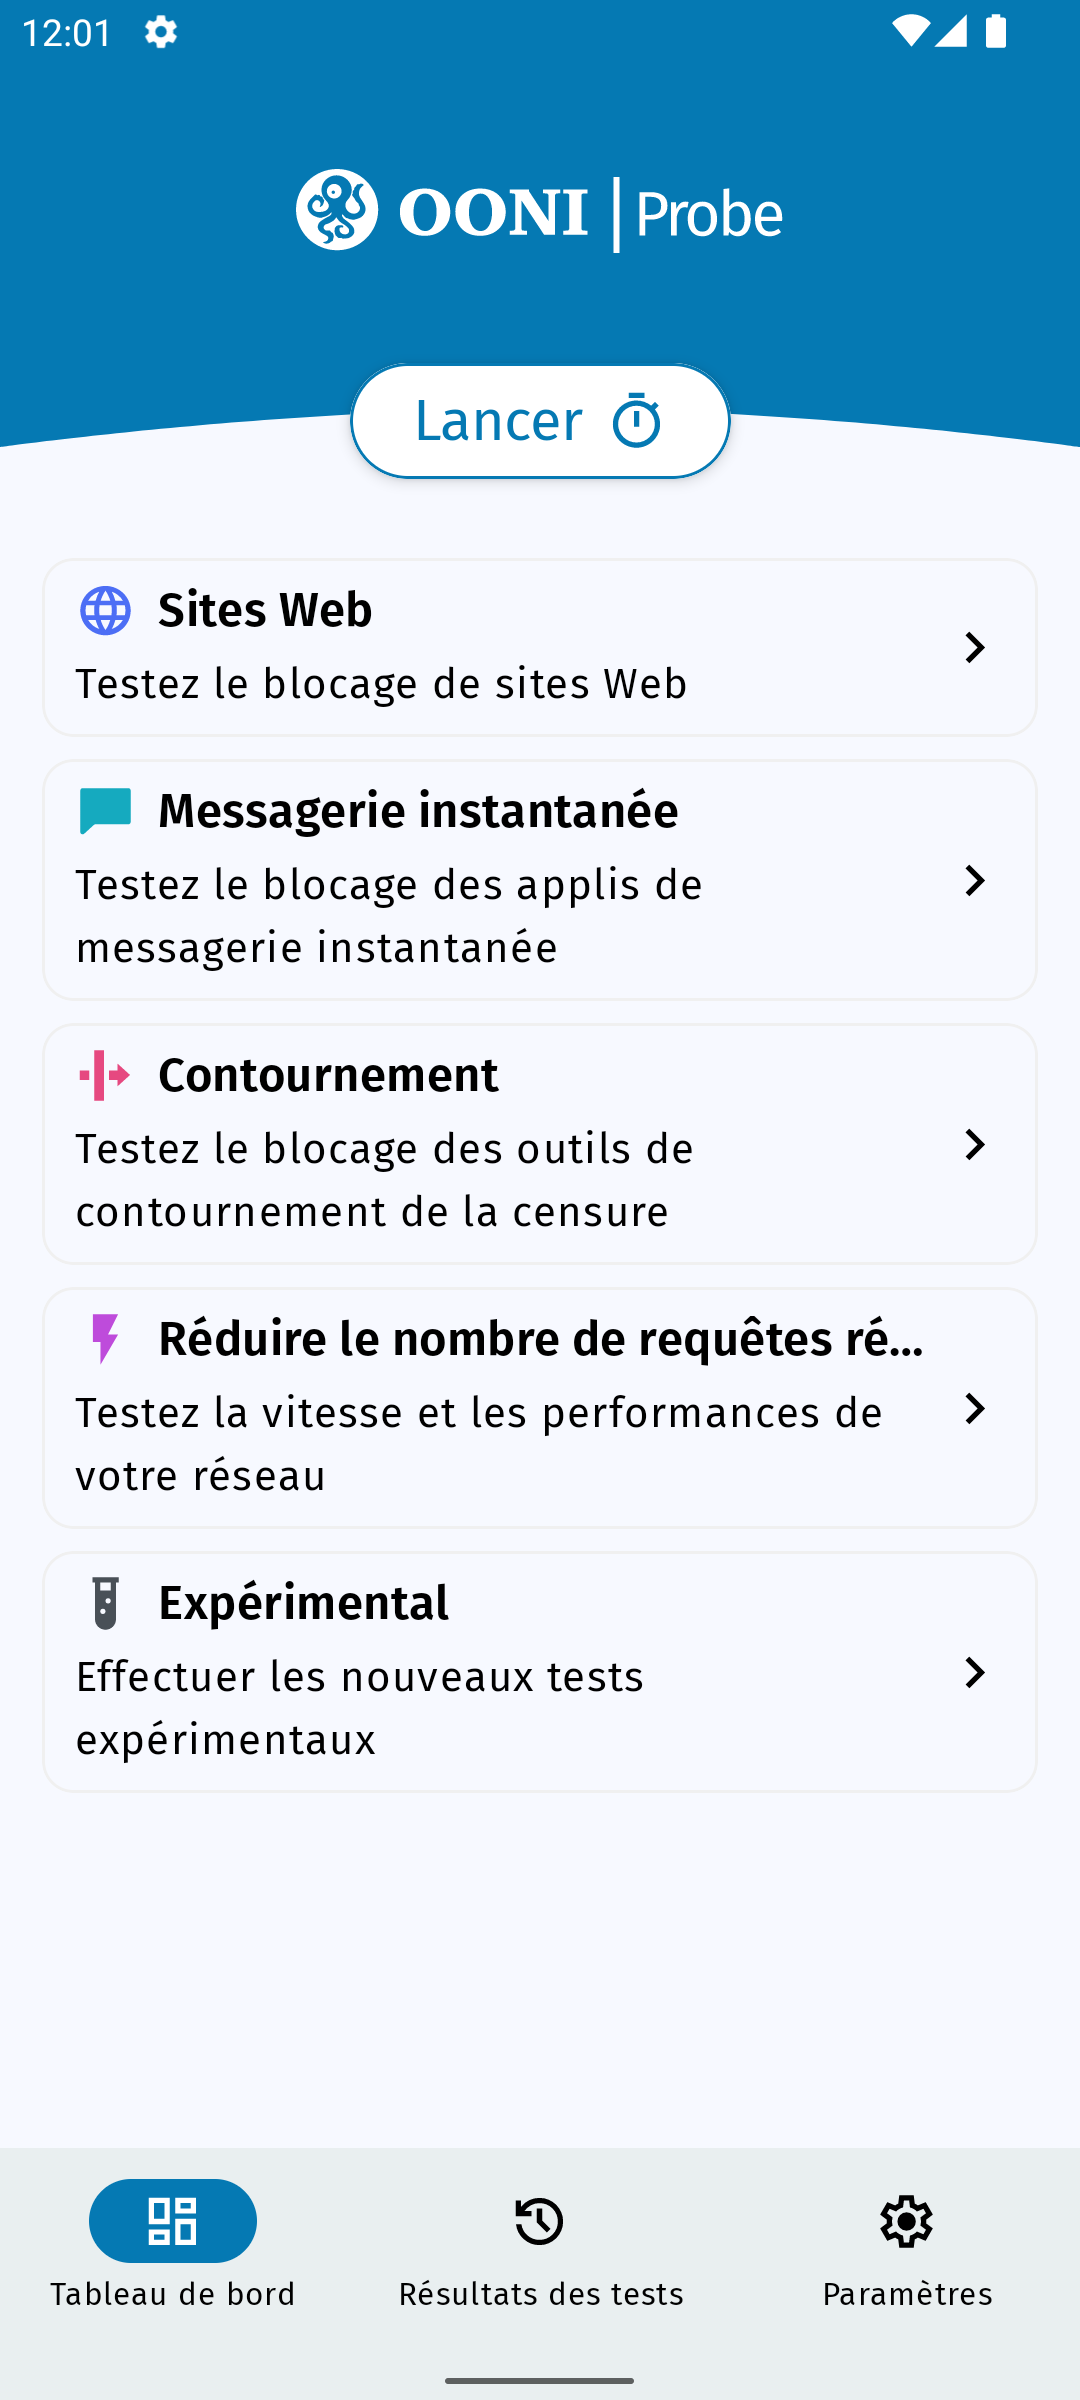 12:01
OONI | Probe
Lancer
Sites Web
Testez le blocage de sites Web
Messagerie instantanée
Testez le blocage des applis de
messagerie instantanée
Contournement
Testez le blocage des outils de
contournement de la censure
Réduire le nombre de requêtes ré...
Testez la vitesse et les performances de
votre réseau
Expérimental
Effectuer les nouveaux tests
expérimentaux
Tableau de bord
Résultats des tests
Paramètres